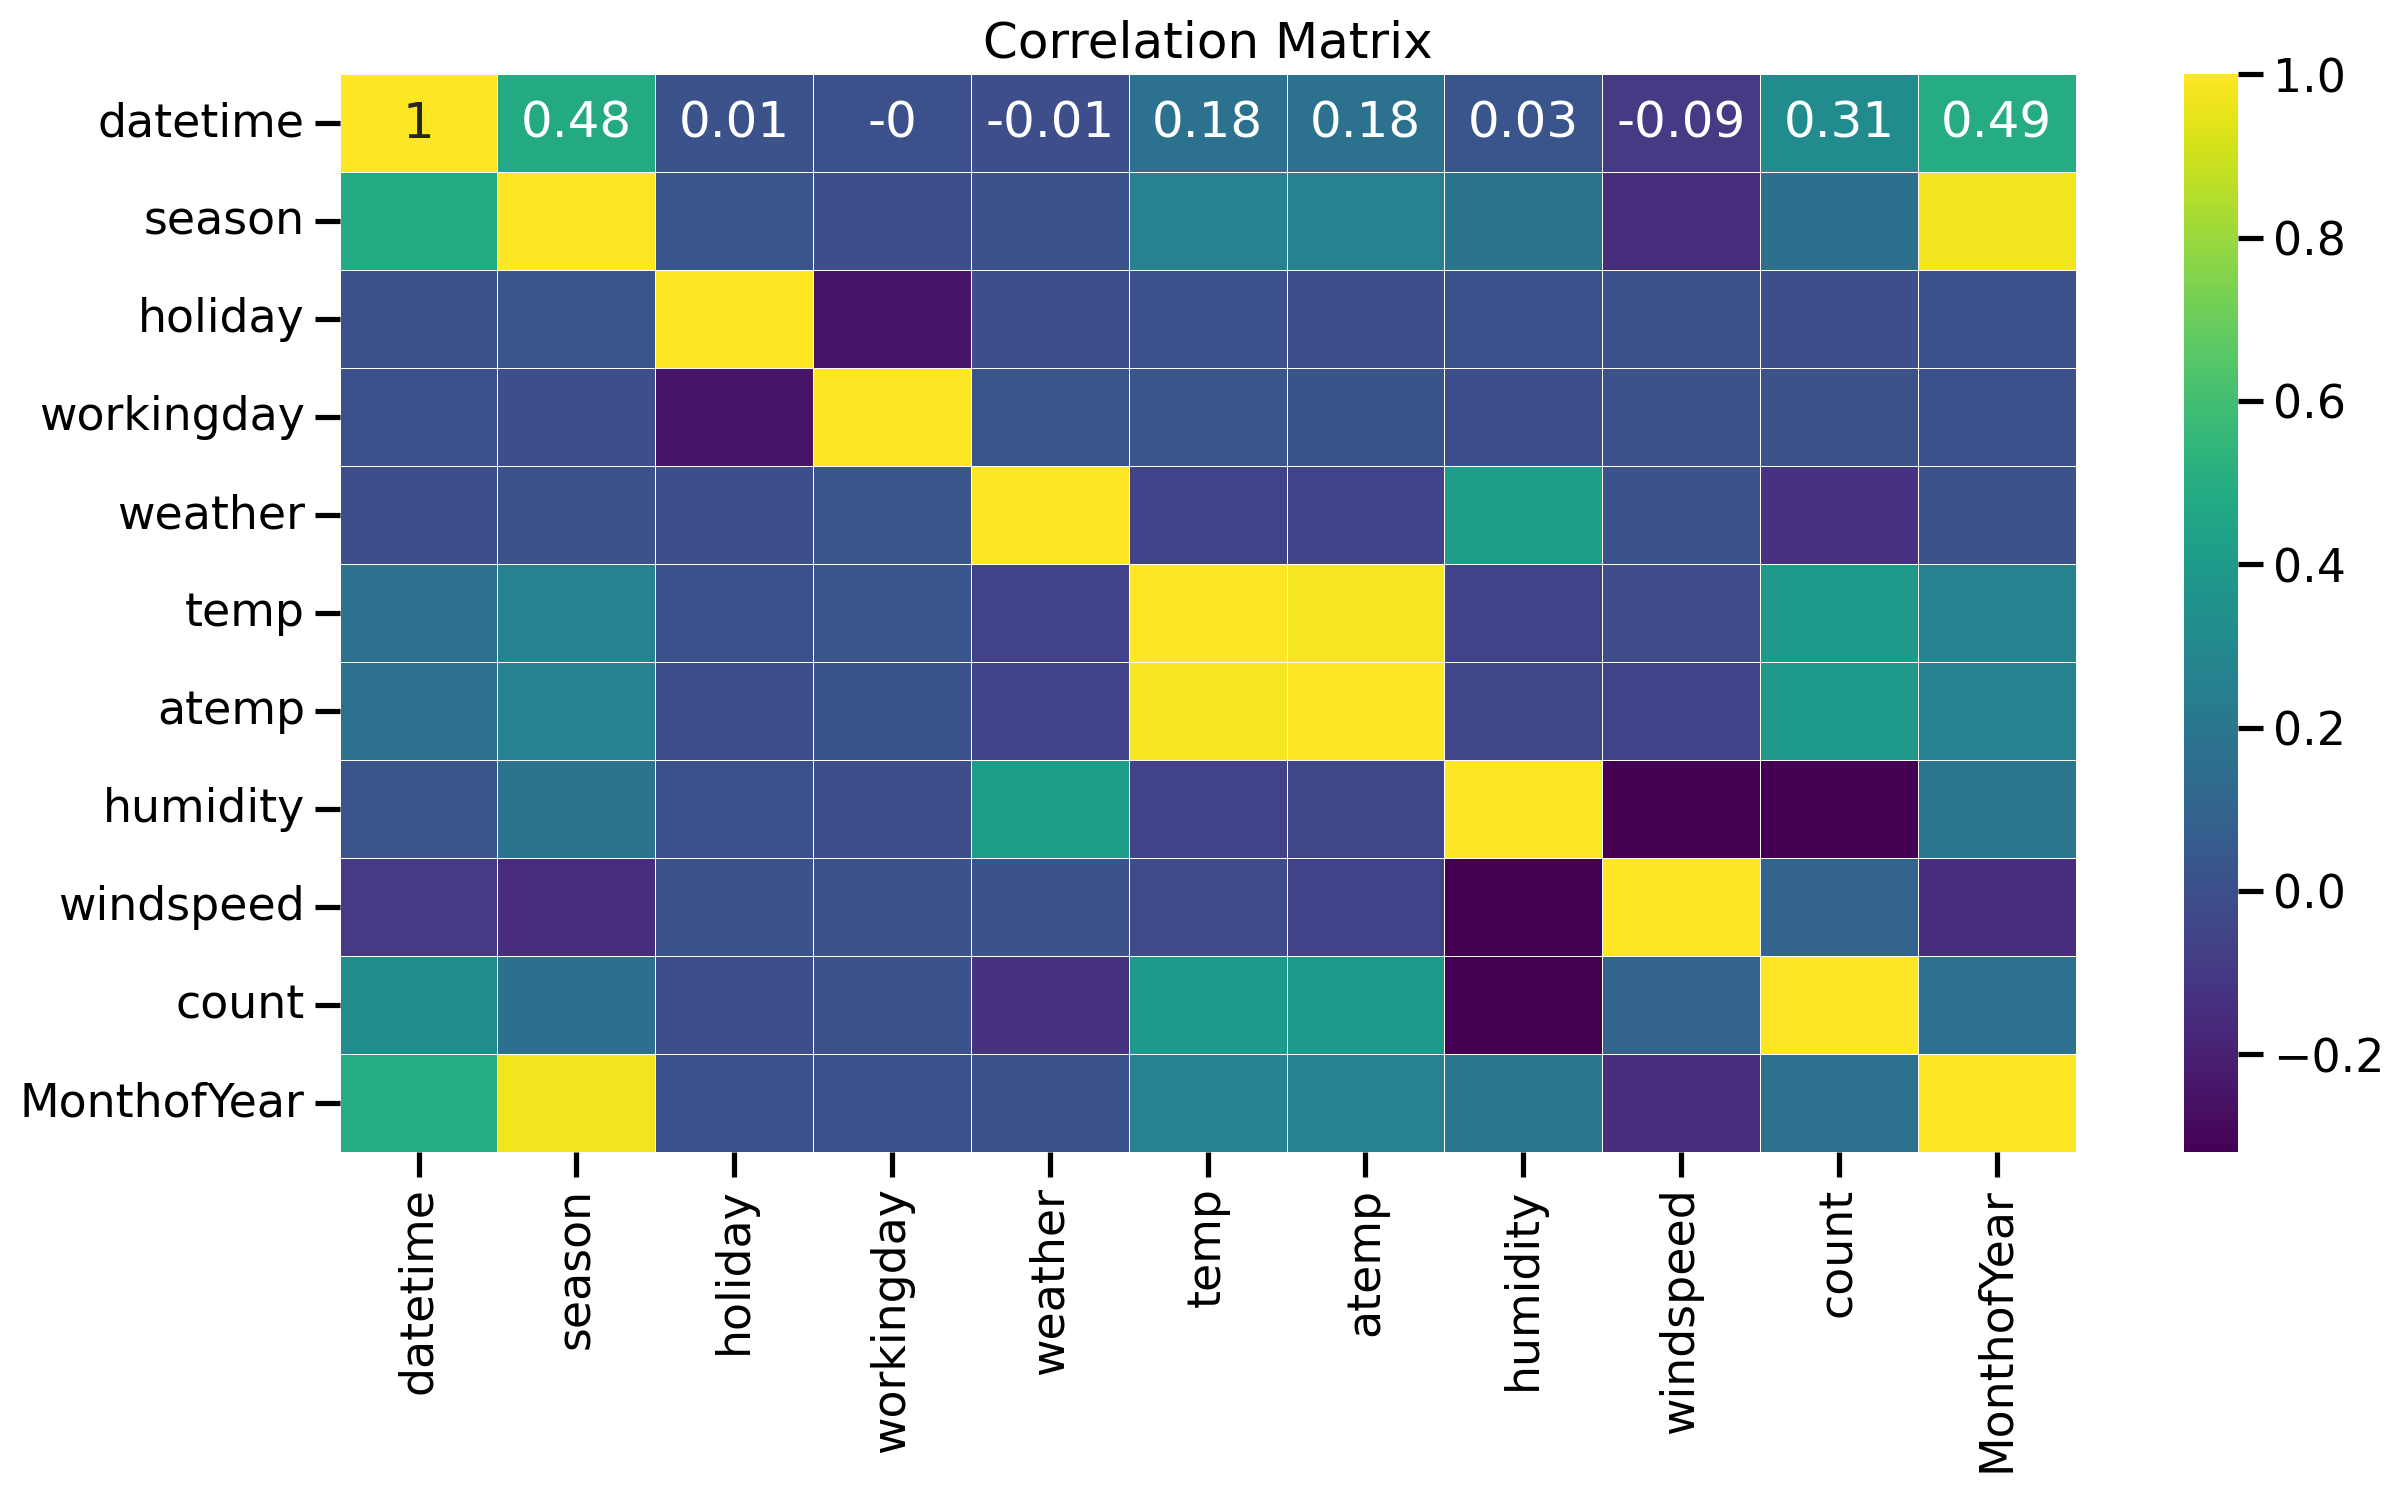 Correlation Matrix
datetime 1 0.48 0.01 -0 -0.01 0.18 0.18 0.03 -0.09 0.31 0.49
season
holiday
workingday
weather
temp
atemp
humidity
windspeed
count
MonthofYear
datetime season holiday workingday weather temp atemp humidity windspeed count MonthofYear
1.0
0.8
0.6
0.4
0.2
0.0
−0.2